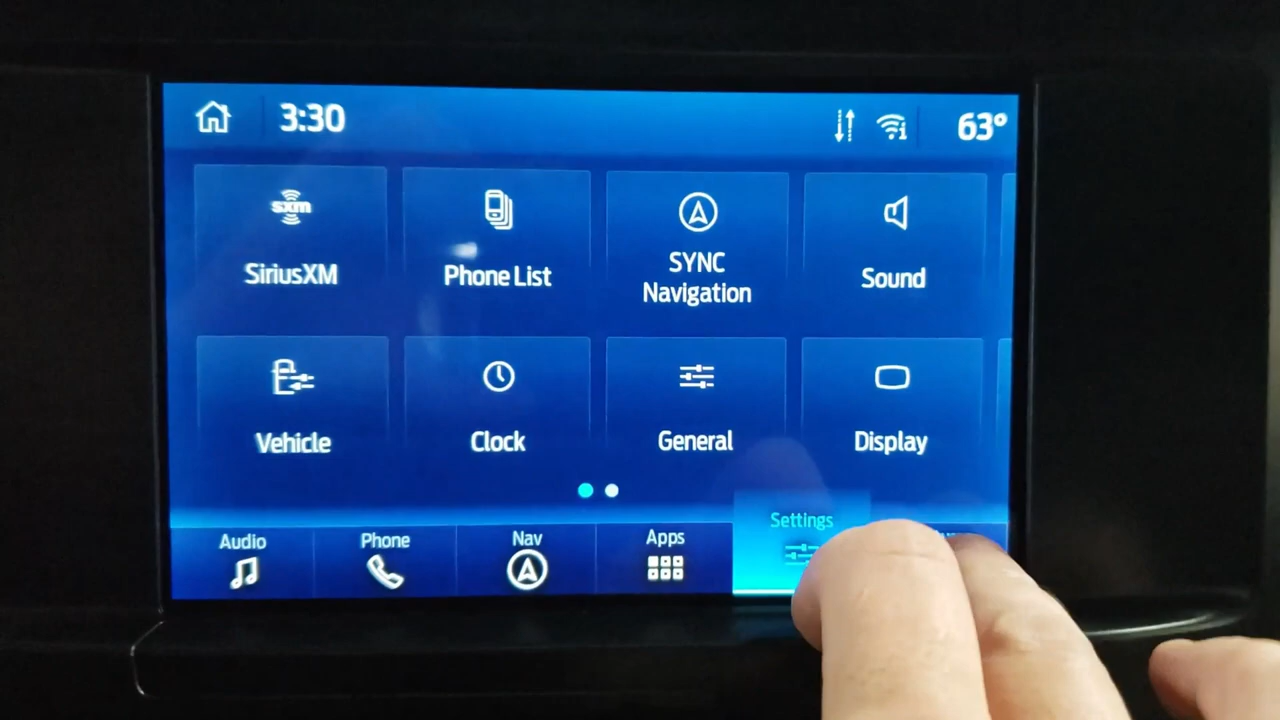 3:30
63°
sxm
SiriusXM
Phone List
SYNC
Navigation
Sound
Vehicle
Clock
General
Display
Audio
Phone
Nav
Apps
Settings